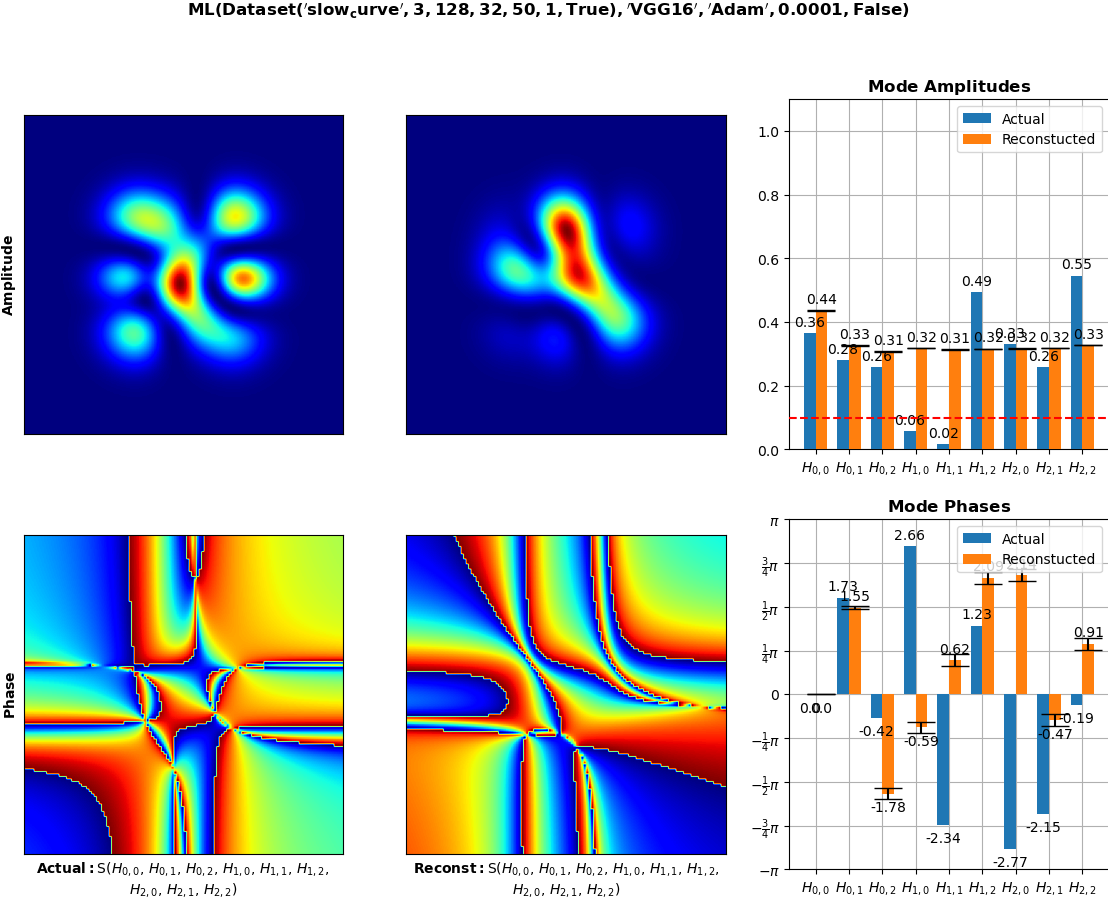 ML(Dataset('slow_curve', 3, 128, 32, 50, 1, True), 'VGG16', 'Adam', 0.0001, False)
Amplitude
Mode Amplitudes
Actual
Reconstucted
1.0
0.8
0.6
0.4
0.2
0.0
0.36 0.44
0.28 0.33
0.26 0.31
0.06 0.32
0.02 0.31
0.49 0.32
0.33 0.32
0.26 0.32
0.55 0.33
H0,0 H0,1 H0,2 H1,0 H1,1 H1,2 H2,0 H2,1 H2,2
Phase
Mode Phases
Actual
Reconstucted
π
3/4π
1/2π
1/4π
0
−1/4π
−1/2π
−3/4π
−π
0.0 0.0
1.73 1.55
-0.42 -1.78
2.66 -0.59
-2.34 0.62
1.23 2.09
-2.77
-2.15 -0.47
-0.19 0.91
H0,0 H0,1 H0,2 H1,0 H1,1 H1,2 H2,0 H2,1 H2,2
Actual: S(H0,0, H0,1, H0,2, H1,0, H1,1, H1,2,
H2,0, H2,1, H2,2)
Reconst: S(H0,0, H0,1, H0,2, H1,0, H1,1, H1,2,
H2,0, H2,1, H2,2)